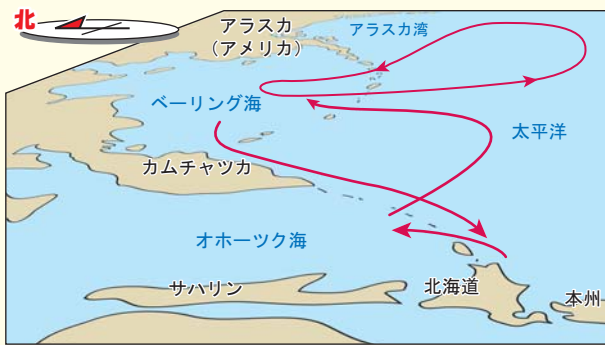 北
アラスカ
(アメリカ)
アラスカ湾
ベーリング海
太平洋
カムチャツカ
オホーツク海
サハリン
北海道
本州